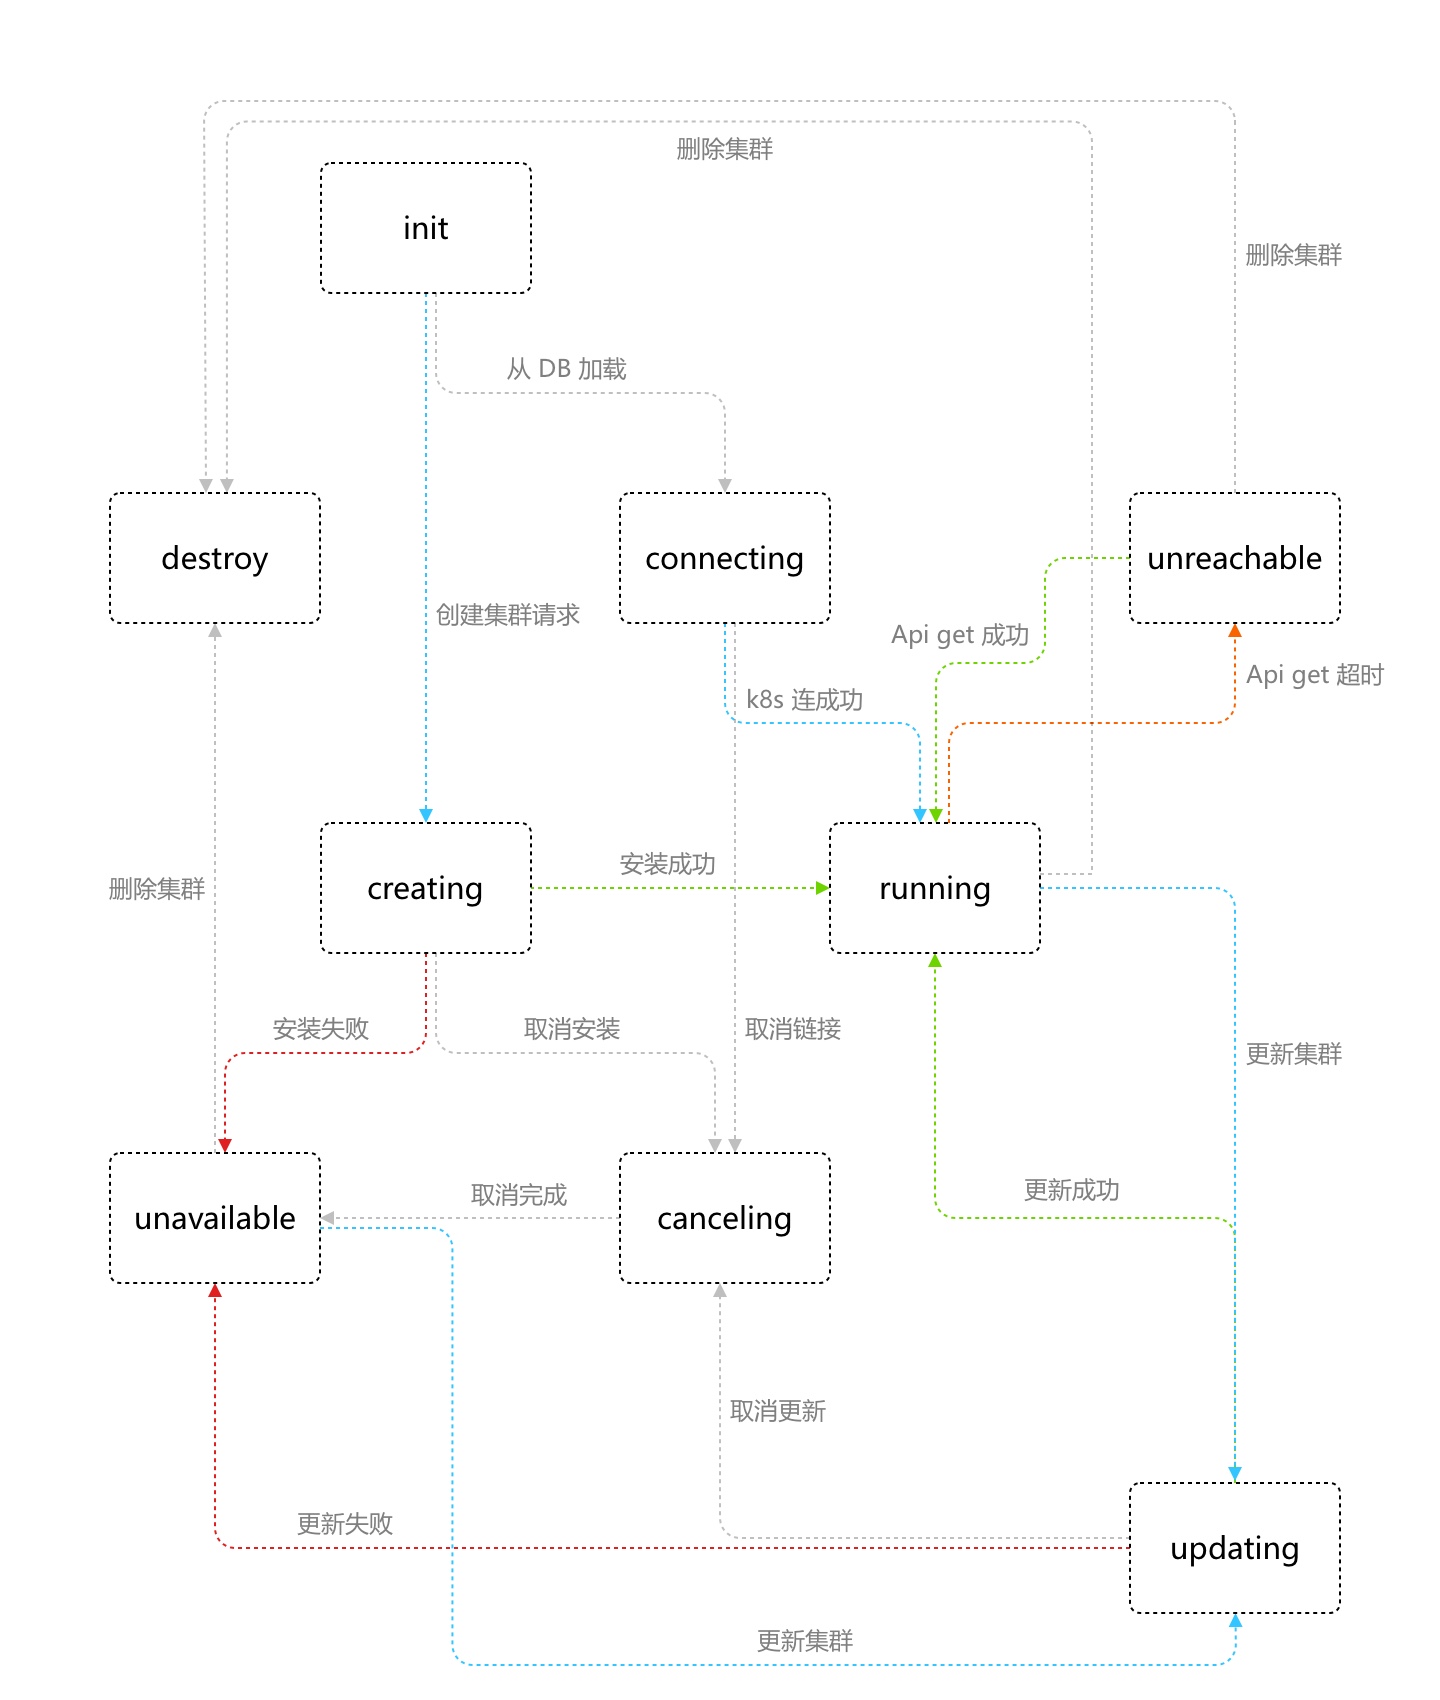 删除集群
init
删除集群
从 DB 加载
destroy
connecting
unreachable
创建集群请求
Api get 成功
Api get 超时
k8s 连成功
安装成功
creating
running
删除集群
安装失败
取消安装
取消链接
更新集群
取消完成
更新成功
unavailable
canceling
取消更新
更新失败
updating
更新集群